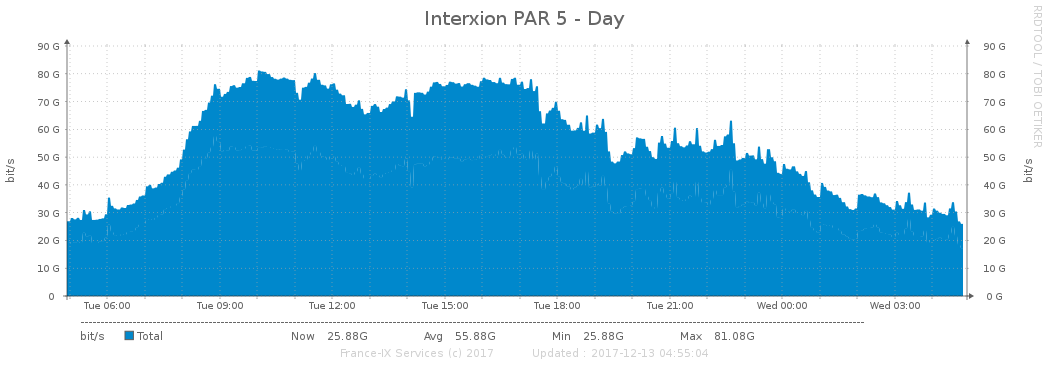 Interxion PAR 5 - Day
RRDTOOL / TOBI OETIKER
90 G 90 G
80 G 80 G
70 G 70 G
60 G 60 G
50 G 50 G
40 G 40 G
30 G 30 G
20 G 20 G
10 G 10 G
0 0 G
bit/s
bit/s
Tue 06:00 Tue 09:00 Tue 12:00 Tue 15:00 Tue 18:00 Tue 21:00 Wed 00:00 Wed 03:00
bit/s Total Now 25.88G Avg 55.88G Min 25.88G Max 81.08G
France-IX Services (c) 2017 Updated : 2017-12-13 04:55:04